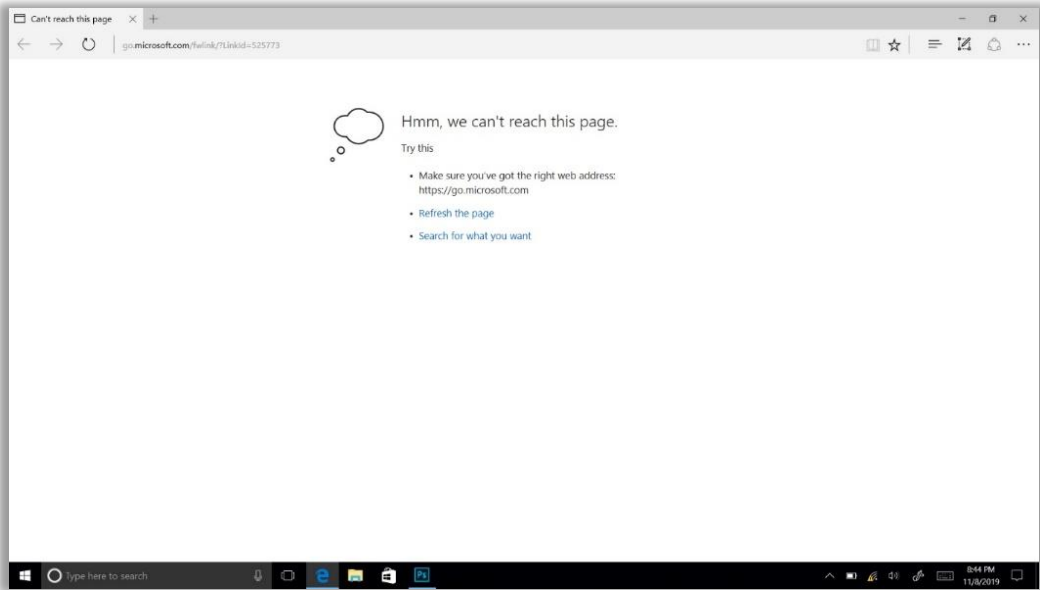 Can't reach this page
go.microsoft.com/fwlink/?LinkId=525773
Hmm, we can't reach this page.
Try this
• Make sure you've got the right web address:
https://go.microsoft.com
• Refresh the page
• Search for what you want
Type here to search
Ps
8:44 PM
11/8/2019